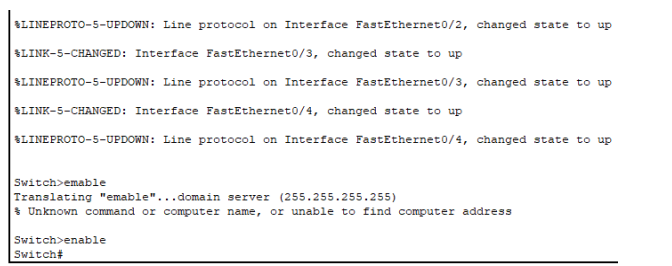 %LINEPROTO-5-UPDOWN: Line protocol on Interface FastEthernet0/2, changed state to up
%LINK-5-CHANGED: Interface FastEthernet0/3, changed state to up
%LINEPROTO-5-UPDOWN: Line protocol on Interface FastEthernet0/3, changed state to up
%LINK-5-CHANGED: Interface FastEthernet0/4, changed state to up
%LINEPROTO-5-UPDOWN: Line protocol on Interface FastEthernet0/4, changed state to up
Switch>emable
Translating "emable"...domain server (255.255.255.255)
% Unknown command or computer name, or unable to find computer address
Switch>enable
Switch#